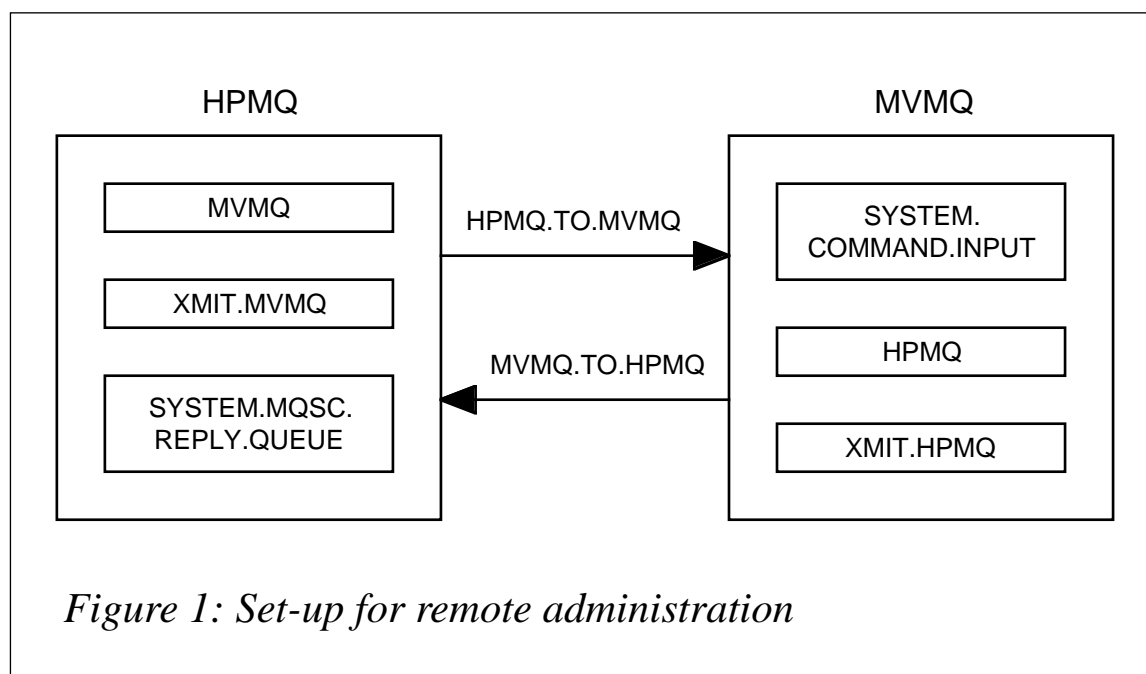 HPMQ
MVMQ
MVMQ
XMIT.MVMQ
SYSTEM.MQSC.
REPLY.QUEUE
HPMQ.TO.MVMQ
MVMQ.TO.HPMQ
SYSTEM.
COMMAND.INPUT
HPMQ
XMIT.HPMQ
Figure 1: Set-up for remote administration